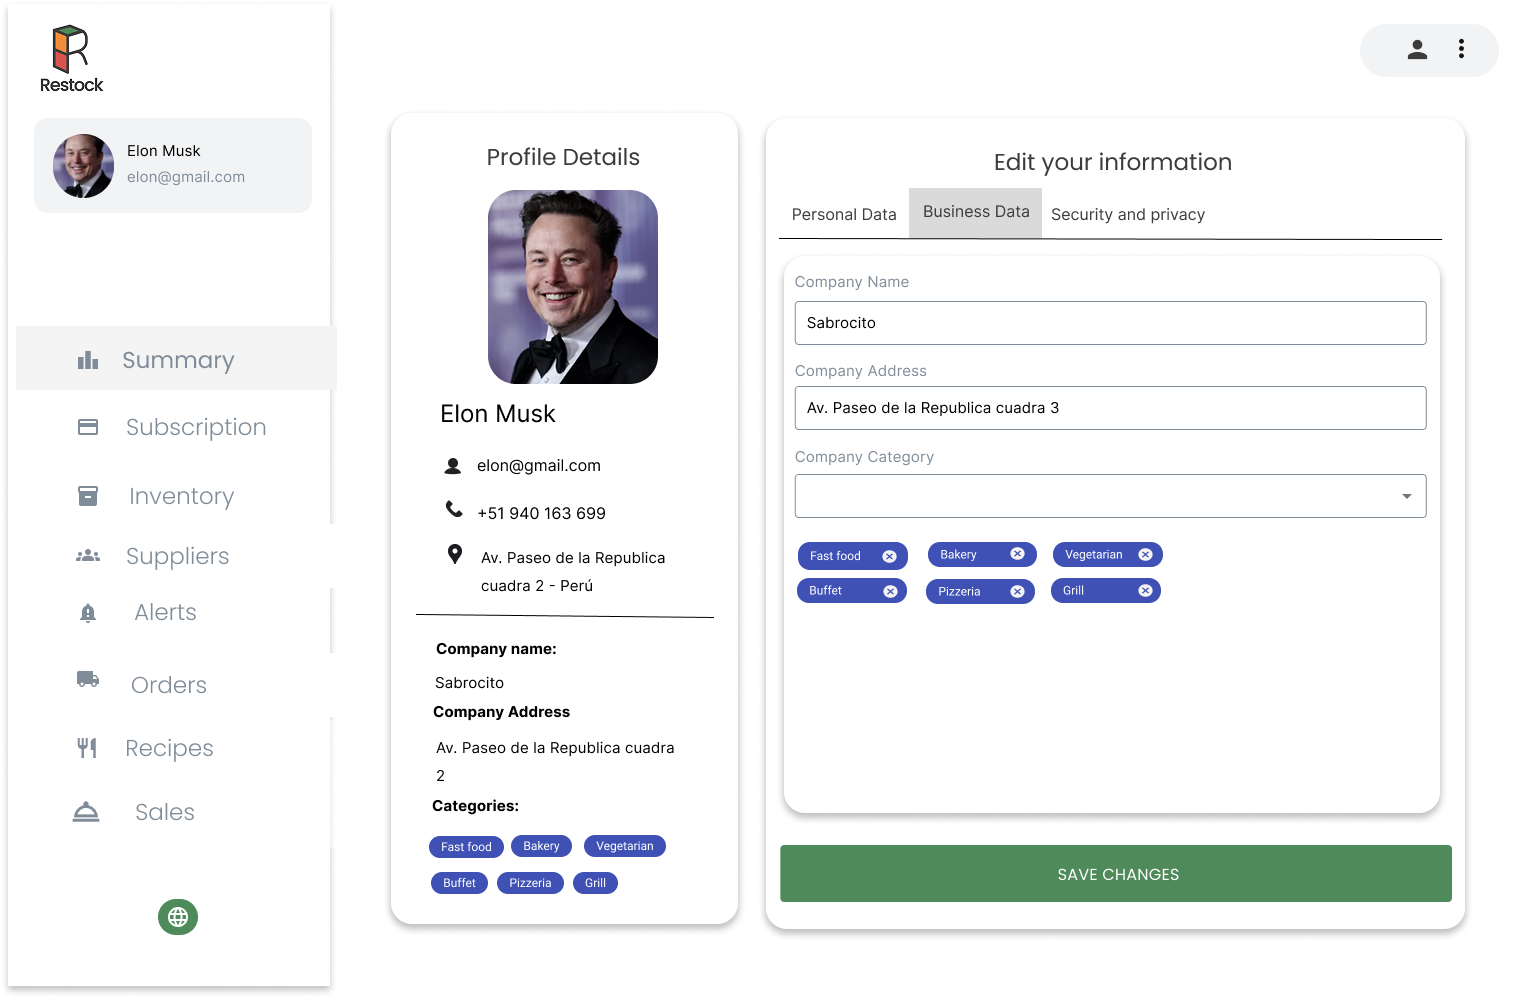 Restock
Elon Musk
elon@gmail.com
Summary
Subscription
Inventory
Suppliers
Alerts
Orders
Recipes
Sales
Profile Details
Elon Musk
elon@gmail.com
+51 940 163 699
Av. Paseo de la Republica
cuadra 2 - Perú
Company name:
Sabrocito
Company Address
Av. Paseo de la Republica cuadra
2
Categories:
Fast food Bakery Vegetarian
Buffet Pizzeria Grill
Edit your information
Personal Data Business Data Security and privacy
Company Name
Sabrocito
Company Address
Av. Paseo de la Republica cuadra 3
Company Category
Fast food Bakery Vegetarian
Buffet Pizzeria Grill
SAVE CHANGES